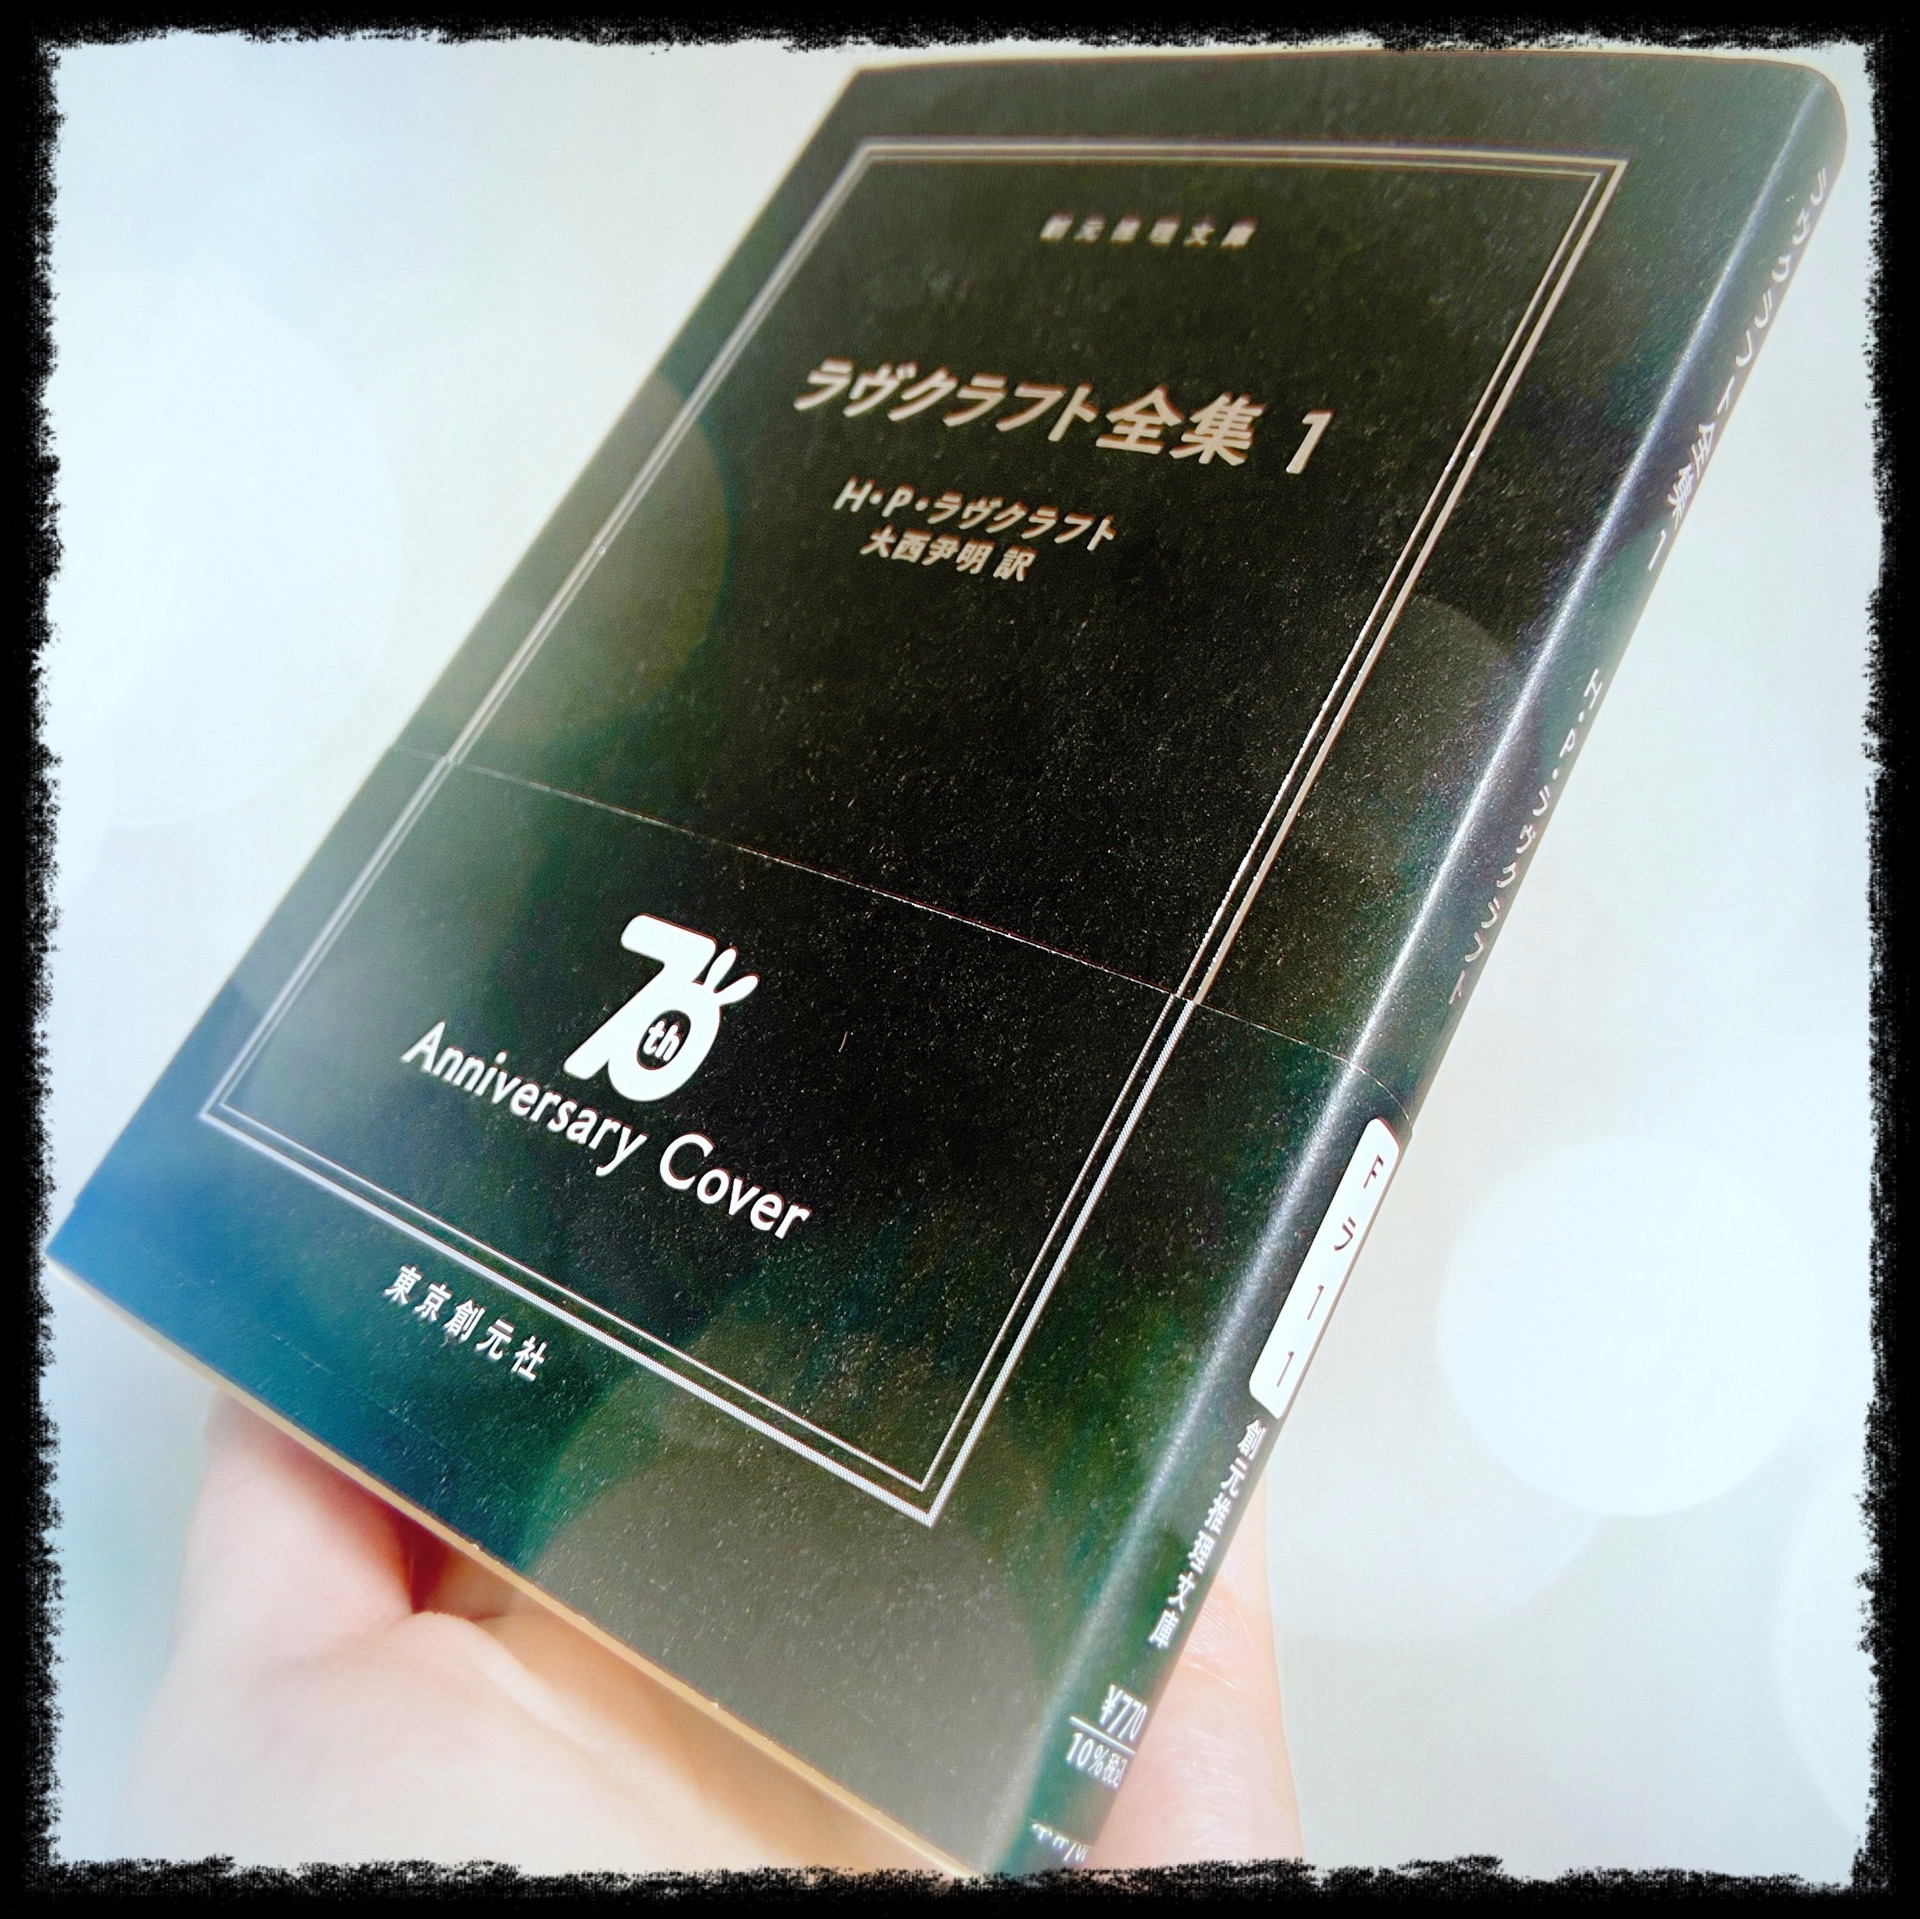 創元推理文庫
ラヴクラフト全集 1
H・P・ラヴクラフト
大西尹明 訳
70th
Anniversary Cover
東京創元社
ラヴクラフト全集 1
H・P・ラヴクラフト
F ラ 1 1
創元推理文庫
¥770
10%税込